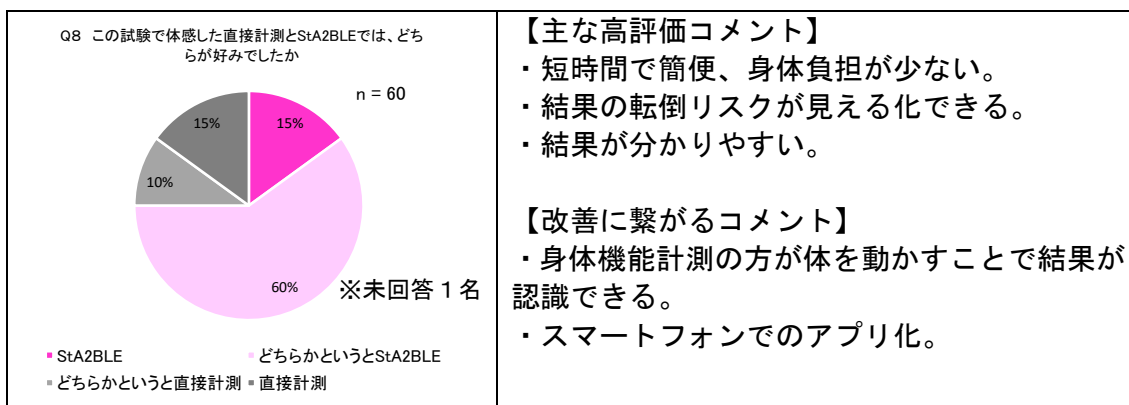 Q8 この試験で体感した直接計測とStA2BLEでは、どち
らが好みでしたか
n = 60
15%
15%
10%
60%
※未回答１名
StA2BLE
どちらかというとStA2BLE
どちらかというと直接計測
直接計測
【主な高評価コメント】
・短時間で簡便、身体負担が少ない。
・結果の転倒リスクが見える化できる。
・結果が分かりやすい。
【改善に繋がるコメント】
・身体機能計測の方が体を動かすことで結果が
認識できる。
・スマートフォンでのアプリ化。